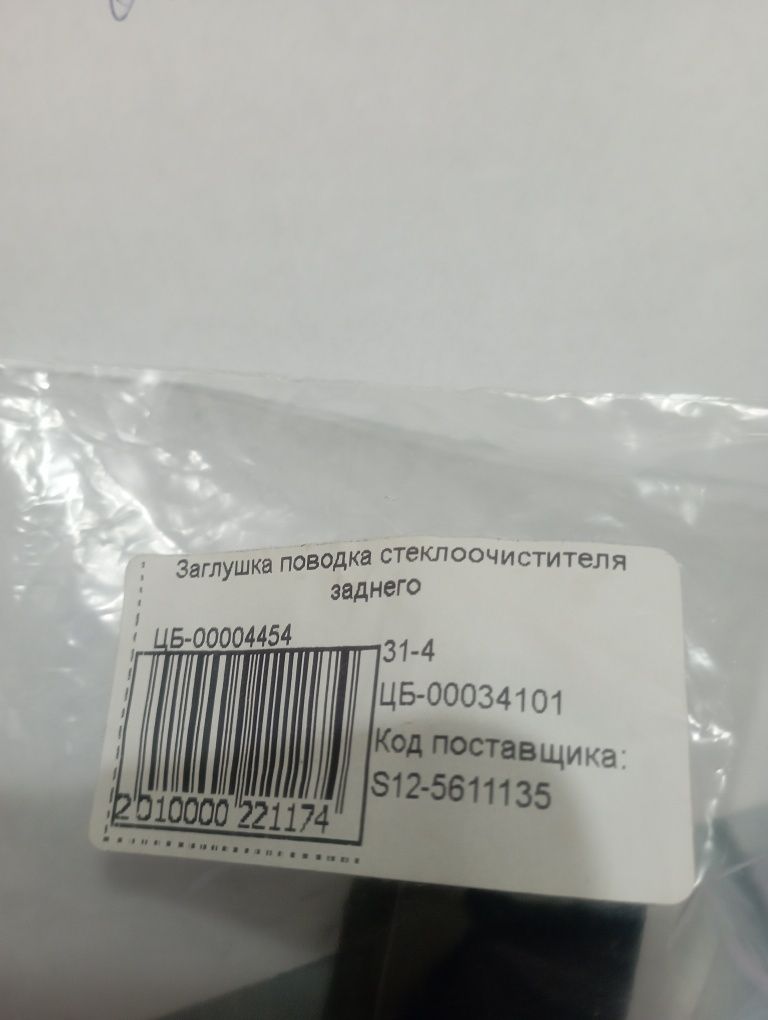 Заглушка поводка стеклоочистителя
заднего
ЦБ-00004454
31-4
ЦБ-00034101
Код поставщика:
S12-5611135
2 010000 221174